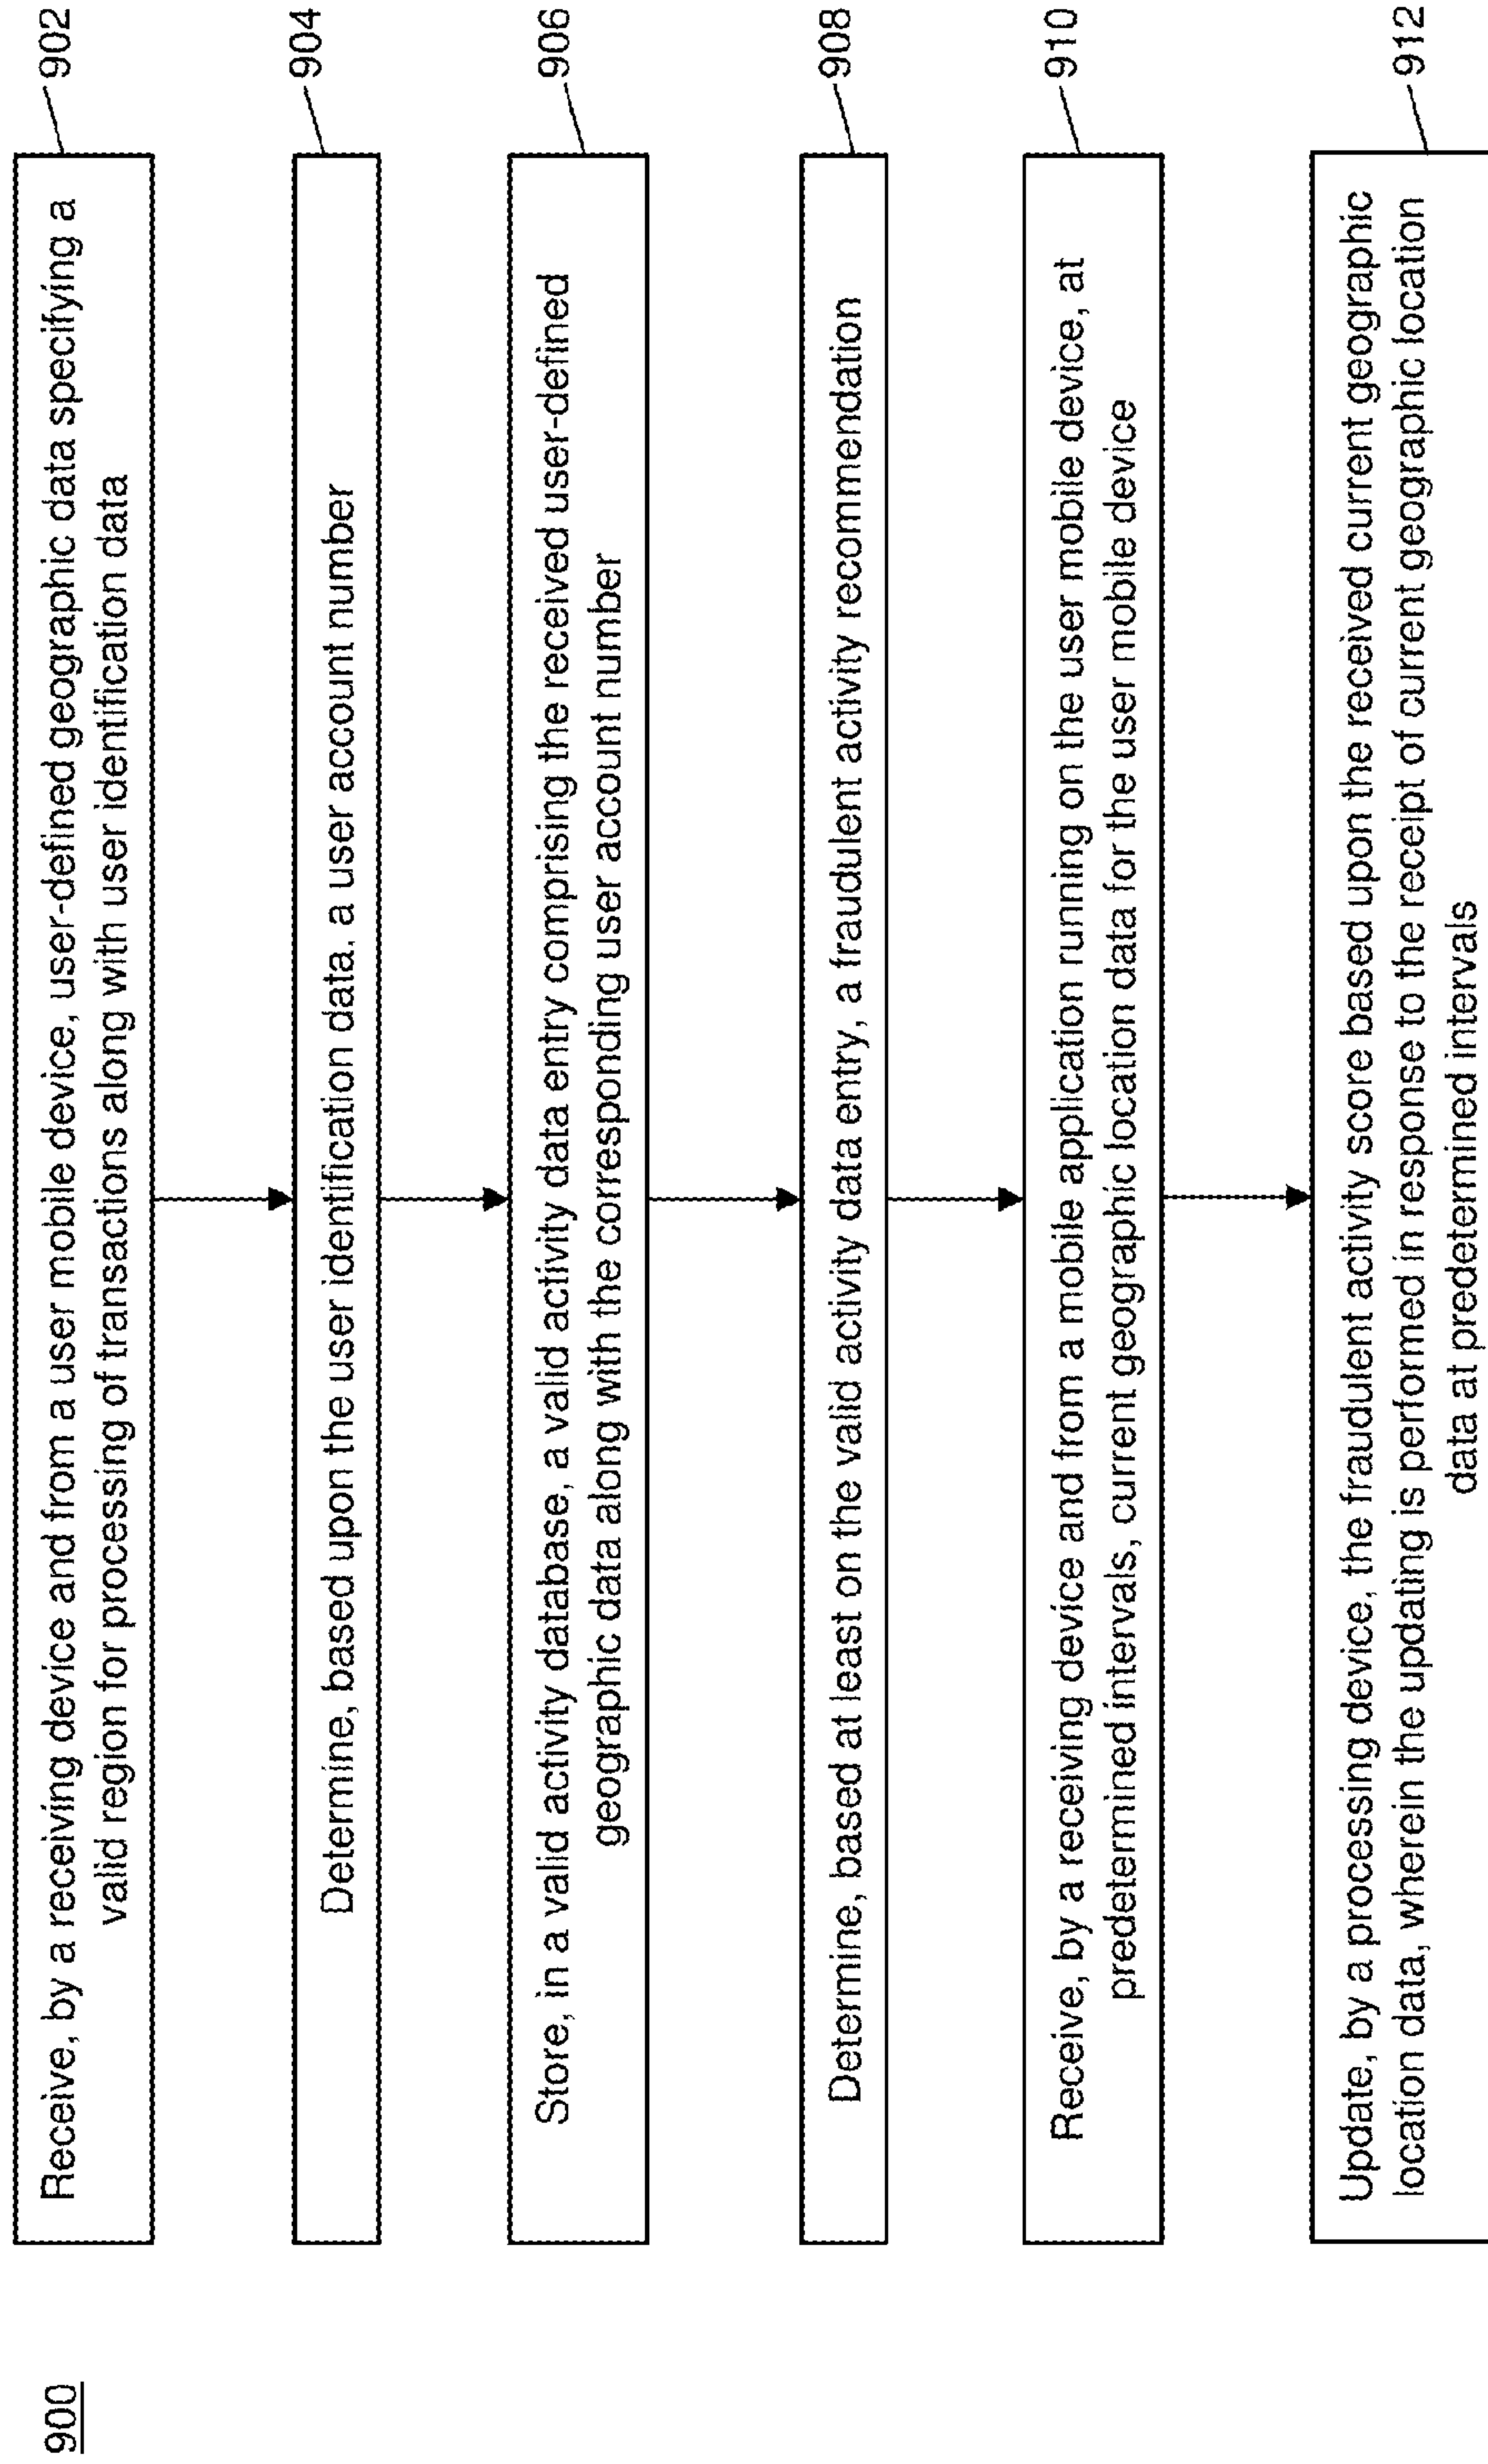 900
Receive, by a receiving device and from a user mobile device, user-defined geographic data specifying a
valid region for processing of transactions along with user identification data
902
Determine, based upon the user identification data, a user account number
904
Store, in a valid activity database, a valid activity data entry comprising the received user-defined
geographic data along with the corresponding user account number
906
Determine, based at least on the valid activity data entry, a fraudulent activity recommendation
908
Receive, by a receiving device and from a mobile application running on the user mobile device, at
predetermined intervals, current geographic location data for the user mobile device
910
Update, by a processing device, the fraudulent activity score based upon the received current geographic
location data, wherein the updating is performed in response to the receipt of current geographic location
data at predetermined intervals
912